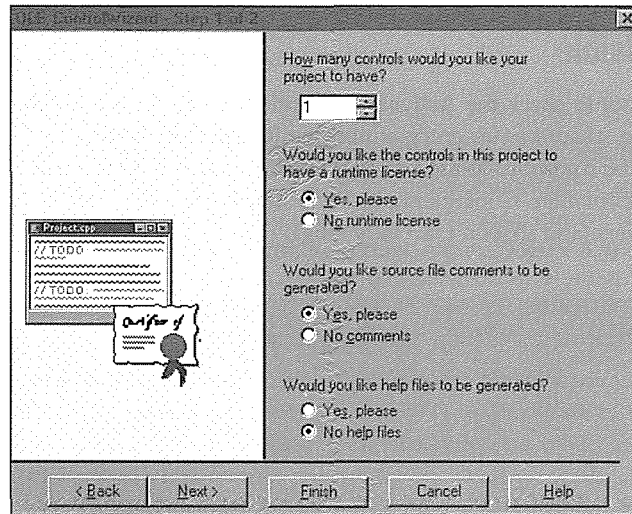 OLE ControlWizard - Step 1 of 2
How many controls would you like your
project to have?
1
Would you like the controls in this project to
have a runtime license?
Yes, please
No runtime license
Project.cpp
// TODO
// TODO
Would you like source file comments to be
generated?
Yes, please
No comments
Would you like help files to be generated?
Yes, please
No help files
< Back
Next >
Finish
Cancel
Help